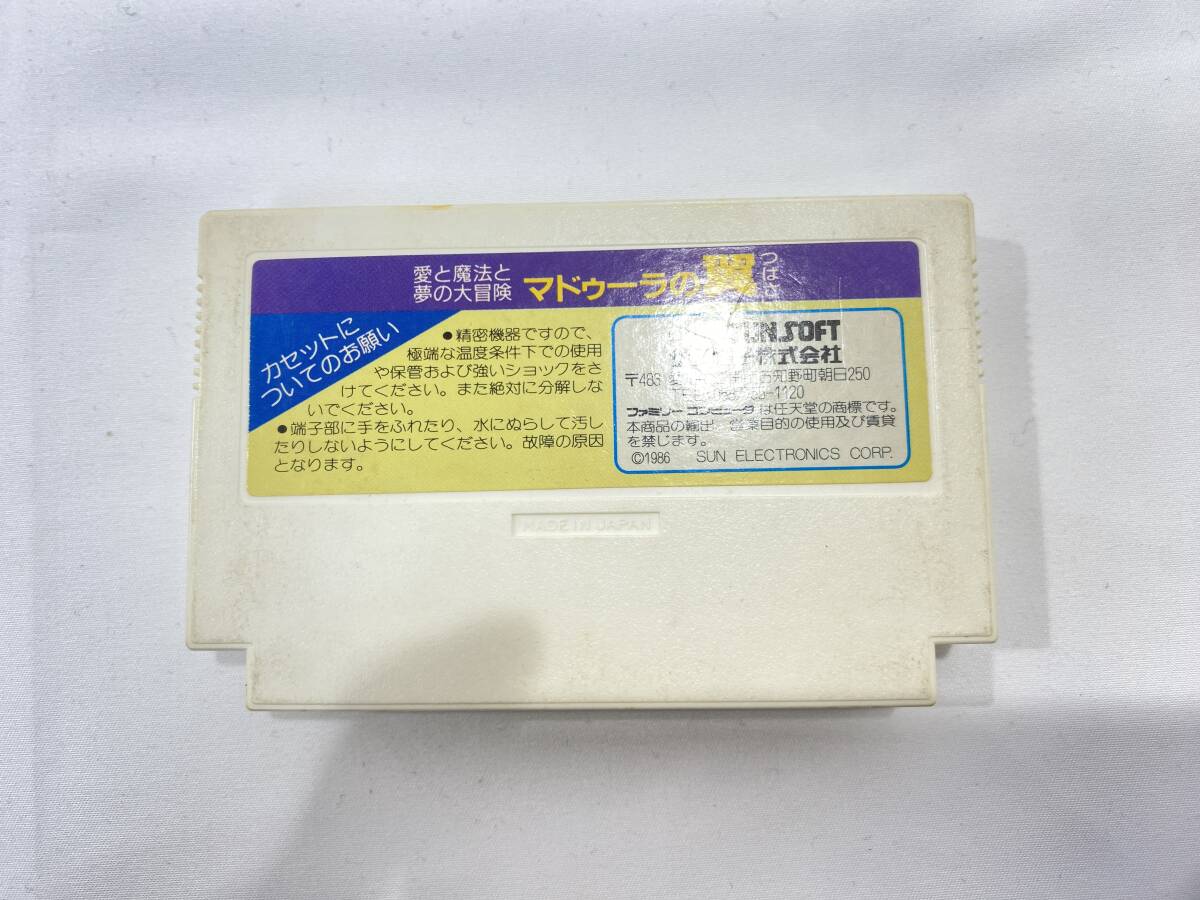 愛と魔法と
夢の大冒険
マドゥーラの翼
つば
カセットに
ついてのお願い
●精密機器ですので、
極端な温度条件下での使用
や保管および強いショックをさ
けてください。また絶対に分解しな
いでください。
●端子部に手をふれたり、水にぬらして汚し
たりしないようにしてください。故障の原因
となります。
SUNSOFT
株式会社
〒483 野町朝日250
-1120
ファミリーコンピュータは任天堂の商標です。
本商品の輸出、営業目的の使用及び賃貸
を禁じます。
©1986 SUN ELECTRONICS CORP.
MADE IN JAPAN